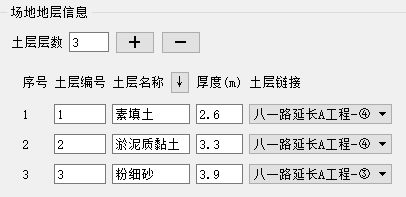 场地地层信息
土层层数 3 + −
序号 土层编号 土层名称 ↓ 厚度(m) 土层链接
1 1 素填土 2.6 八一路延长A工程-④
2 2 淤泥质黏土 3.3 八一路延长A工程-④
3 3 粉细砂 3.9 八一路延长A工程-③